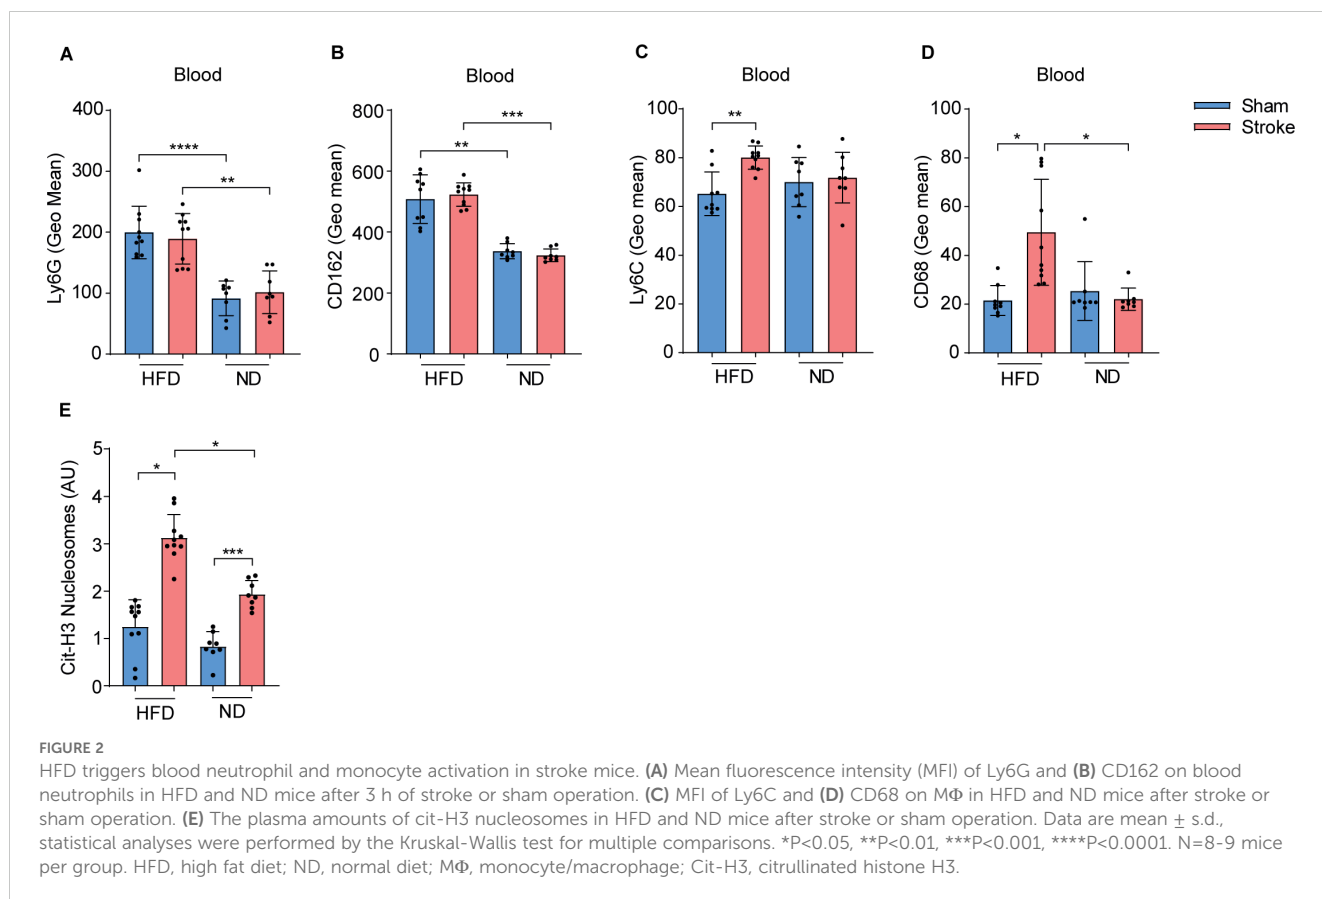 A
Blood
Ly6G (Geo Mean)
400
300
200
100
0
****
**
HFD
ND
B
Blood
CD162 (Geo mean)
800
600
400
200
0
**
***
HFD
ND
C
Blood
Ly6C (Geo mean)
100
80
60
40
20
0
**
HFD
ND
D
Blood
CD68 (Geo mean)
100
80
60
40
20
0
*
*
HFD
ND
Sham
Stroke
E
Cit-H3 Nucleosomes (AU)
5
4
3
2
1
0
*
*
***
HFD
ND
FIGURE 2
HFD triggers blood neutrophil and monocyte activation in stroke mice. (A) Mean fluorescence intensity (MFI) of Ly6G and (B) CD162 on blood
neutrophils in HFD and ND mice after 3 h of stroke or sham operation. (C) MFI of Ly6C and (D) CD68 on MΦ in HFD and ND mice after stroke or
sham operation. (E) The plasma amounts of cit-H3 nucleosomes in HFD and ND mice after stroke or sham operation. Data are mean ± s.d.,
statistical analyses were performed by the Kruskal-Wallis test for multiple comparisons. *P<0.05, **P<0.01, ***P<0.001, ****P<0.0001. N=8-9 mice
per group. HFD, high fat diet; ND, normal diet; MΦ, monocyte/macrophage; Cit-H3, citrullinated histone H3.